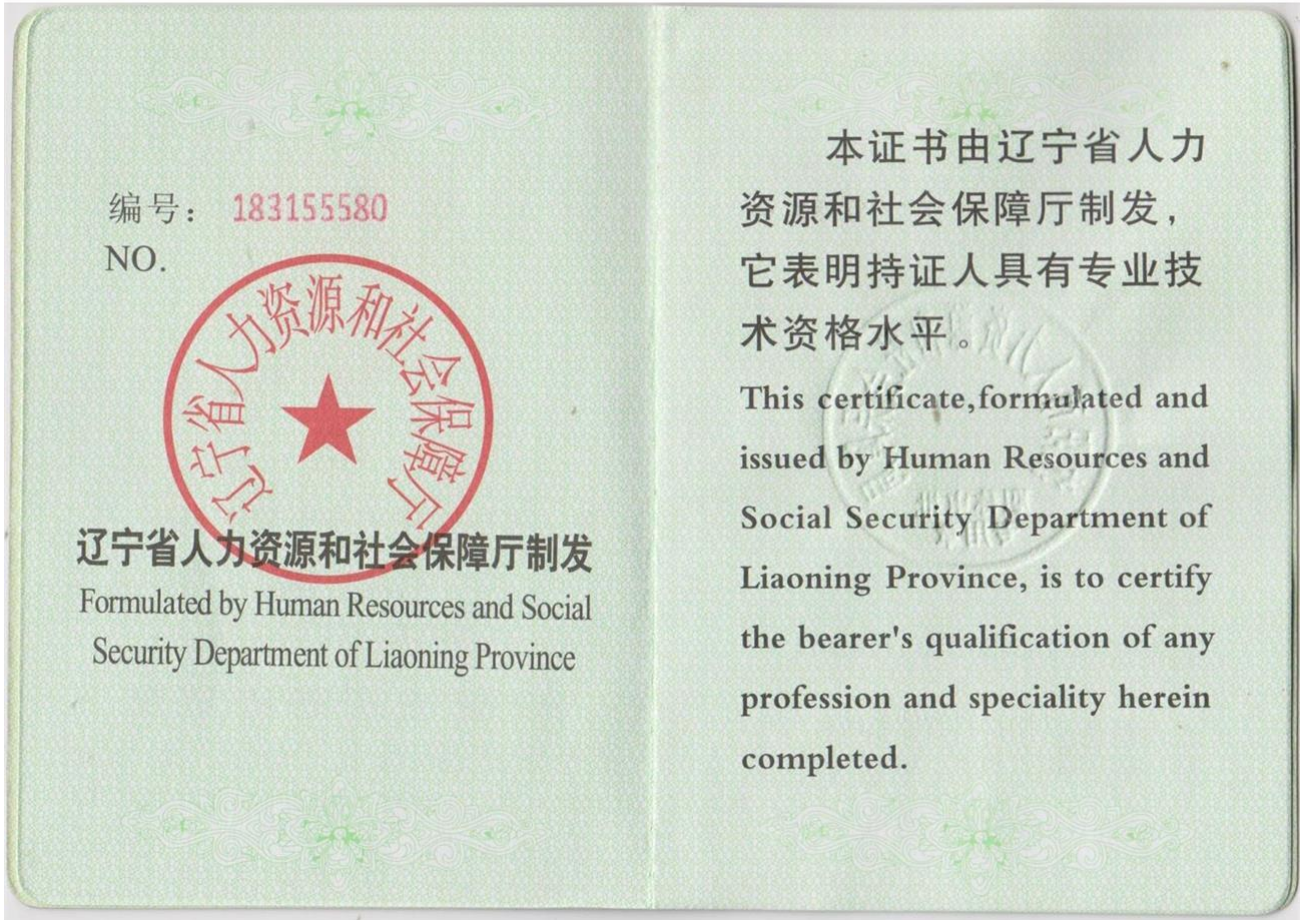 编号： 183155580
NO.
辽宁省人力资源和社会保障厅
辽宁省人力资源和社会保障厅制发
Formulated by Human Resources and Social
Security Department of Liaoning Province
本证书由辽宁省人力
资源和社会保障厅制发，
它表明持证人具有专业技
术资格水平。
This certificate,formulated and
issued by Human Resources and
Social Security Department of
Liaoning Province, is to certify
the bearer's qualification of any
profession and speciality herein
completed.